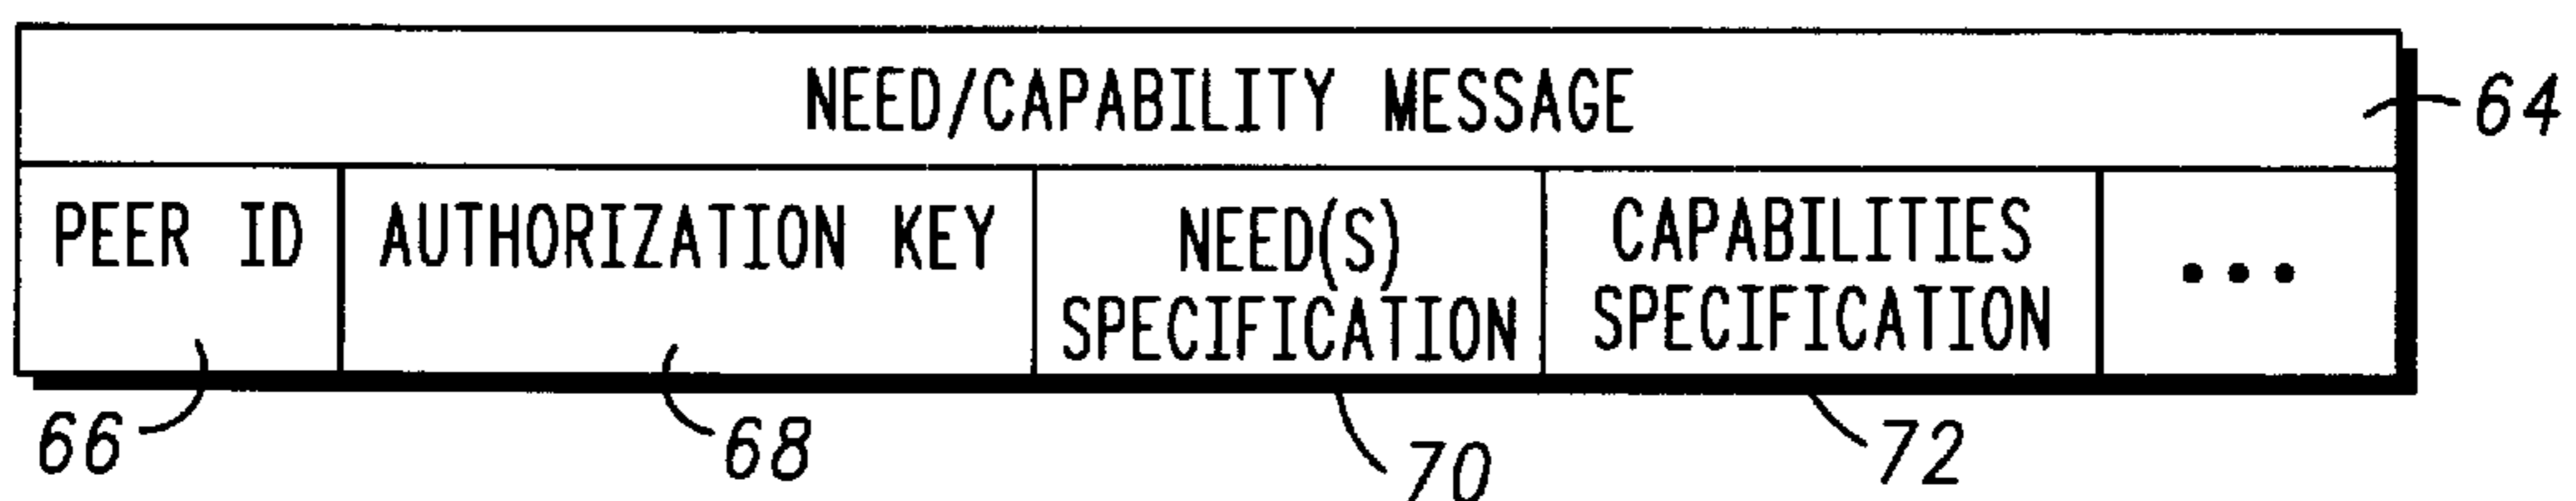 NEED/CAPABILITY MESSAGE
64
PEER ID
AUTHORIZATION KEY
NEED(S)
SPECIFICATION
CAPABILITIES
SPECIFICATION
•••
66
68
70
72